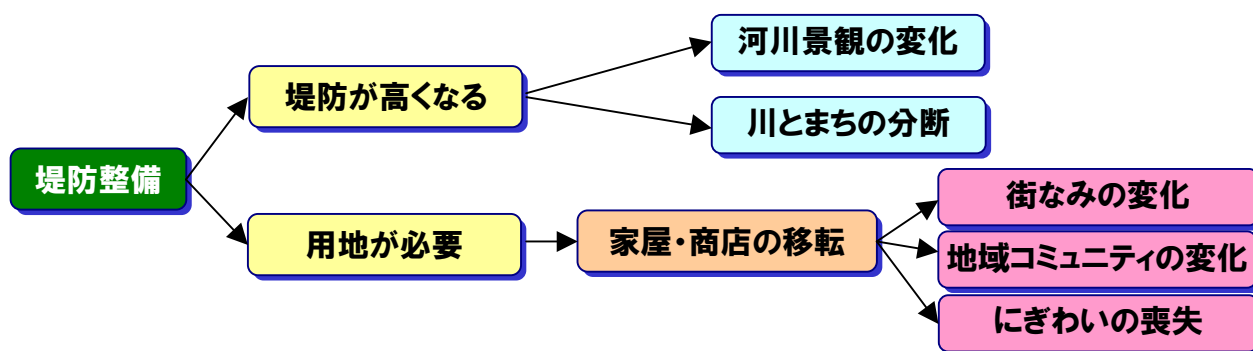 河川景観の変化
堤防が高くなる
川とまちの分断
堤防整備
街なみの変化
用地が必要
家屋・商店の移転
地域コミュニティの変化
にぎわいの喪失